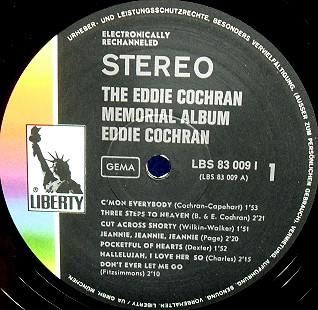 URHEBER- UND LEISTUNGSSCHUTZRECHTE, BESONDERS VERVIELFÄLTIGUNG, (AUSSER ZUM PERSÖNLICHEN GEBRAUCH),
ELECTRONICALLY
RECHANNELED
STEREO
THE EDDIE COCHRAN
MEMORIAL ALBUM
EDDIE COCHRAN
GEMA
LBS 83 009 I
(LBS 83 009 A)
1
® LIBERTY
C'MON EVERYBODY (Cochran-Capehart) 1'53
THREE STEPS TO HEAVEN (B. & E. Cochran) 2'21
CUT ACROSS SHORTY (Wilkin-Walker) 1'51
JEANNIE, JEANNIE, JEANNIE (Page) 2'20
POCKETFUL OF HEARTS (Dexter) 1'52
HALLELUJAH, I LOVE HER SO (Charles) 2'15
DON'T EVER LET ME GO
(Fitzsimmons) 2'10
VERMIETUNG, AUFFÜHRUNG, SENDUNG, VORBEHALTEN. LIBERTY/UA GMBH MÜNCHEN